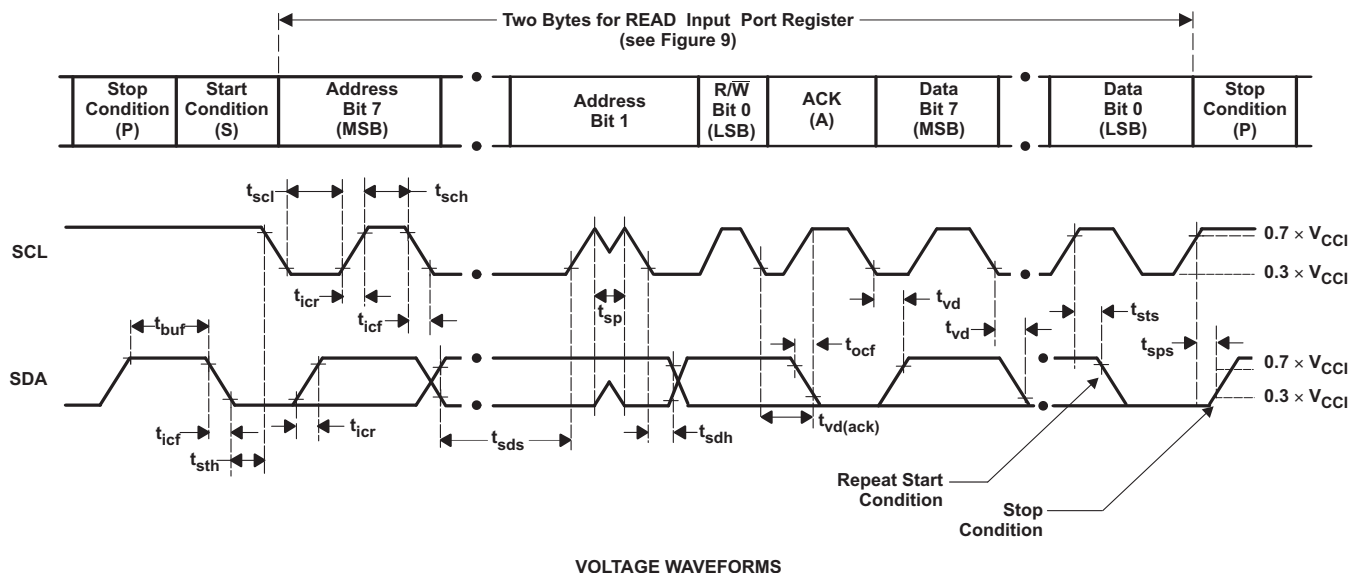 Two Bytes for READ Input Port Register
(see Figure 9)
Stop
Condition
(P)
Start
Condition
(S)
Address
Bit 7
(MSB)
Address
Bit 1
R/W̅
Bit 0
(LSB)
ACK
(A)
Data
Bit 7
(MSB)
Data
Bit 0
(LSB)
Stop
Condition
(P)
tscl
tsch
SCL
0.7 × VCCI
0.3 × VCCI
ticr
ticf
tsp
tvd
tvd
tsts
tbuf
tocf
tsps
SDA
0.7 × VCCI
0.3 × VCCI
ticf
ticr
tsth
tsds
tsdh
tvd(ack)
Repeat Start
Condition
Stop
Condition
VOLTAGE WAVEFORMS